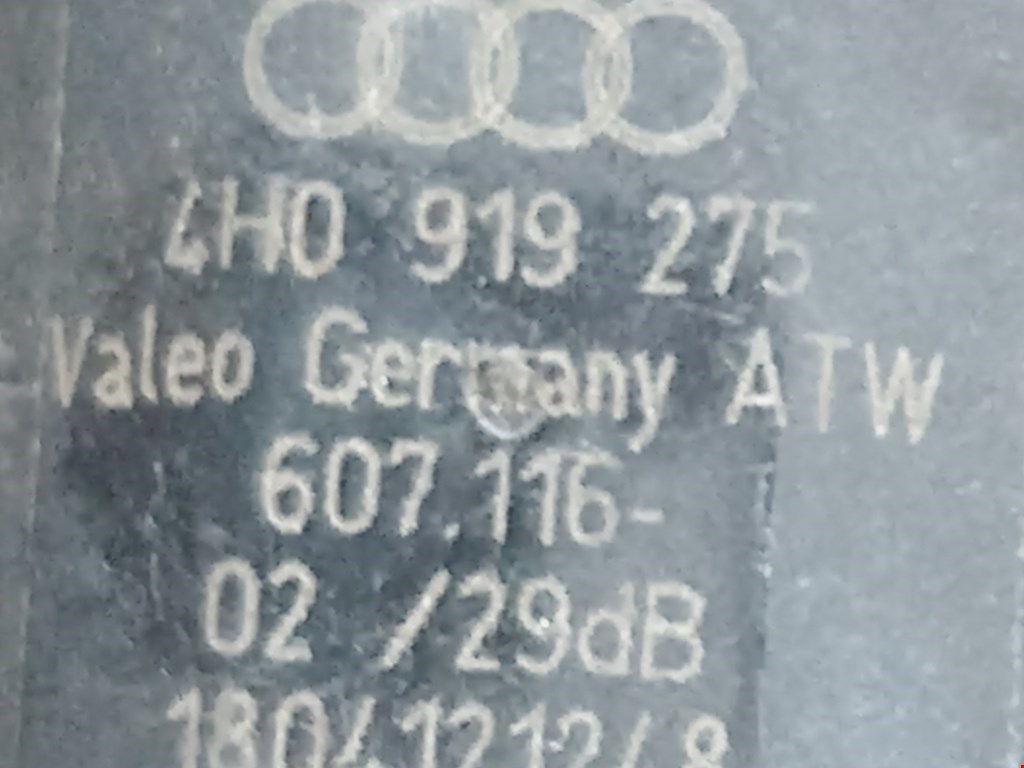 4H0 919 275
Valeo Germany ATW
607.116-
02 /29dB